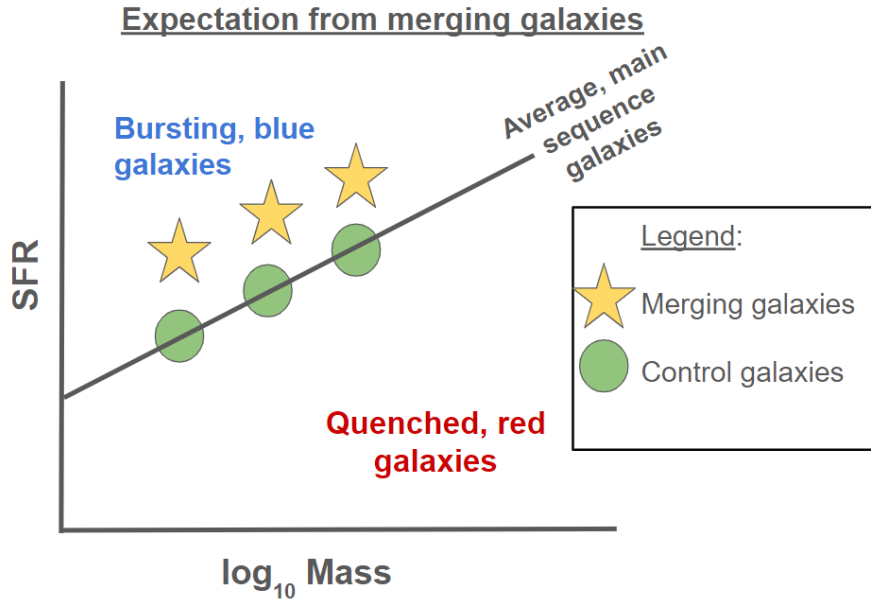 Expectation from merging galaxies
Average, main
sequence
galaxies
Bursting, blue
galaxies
SFR
Legend:
Merging galaxies
Control galaxies
Quenched, red
galaxies
log₁₀ Mass